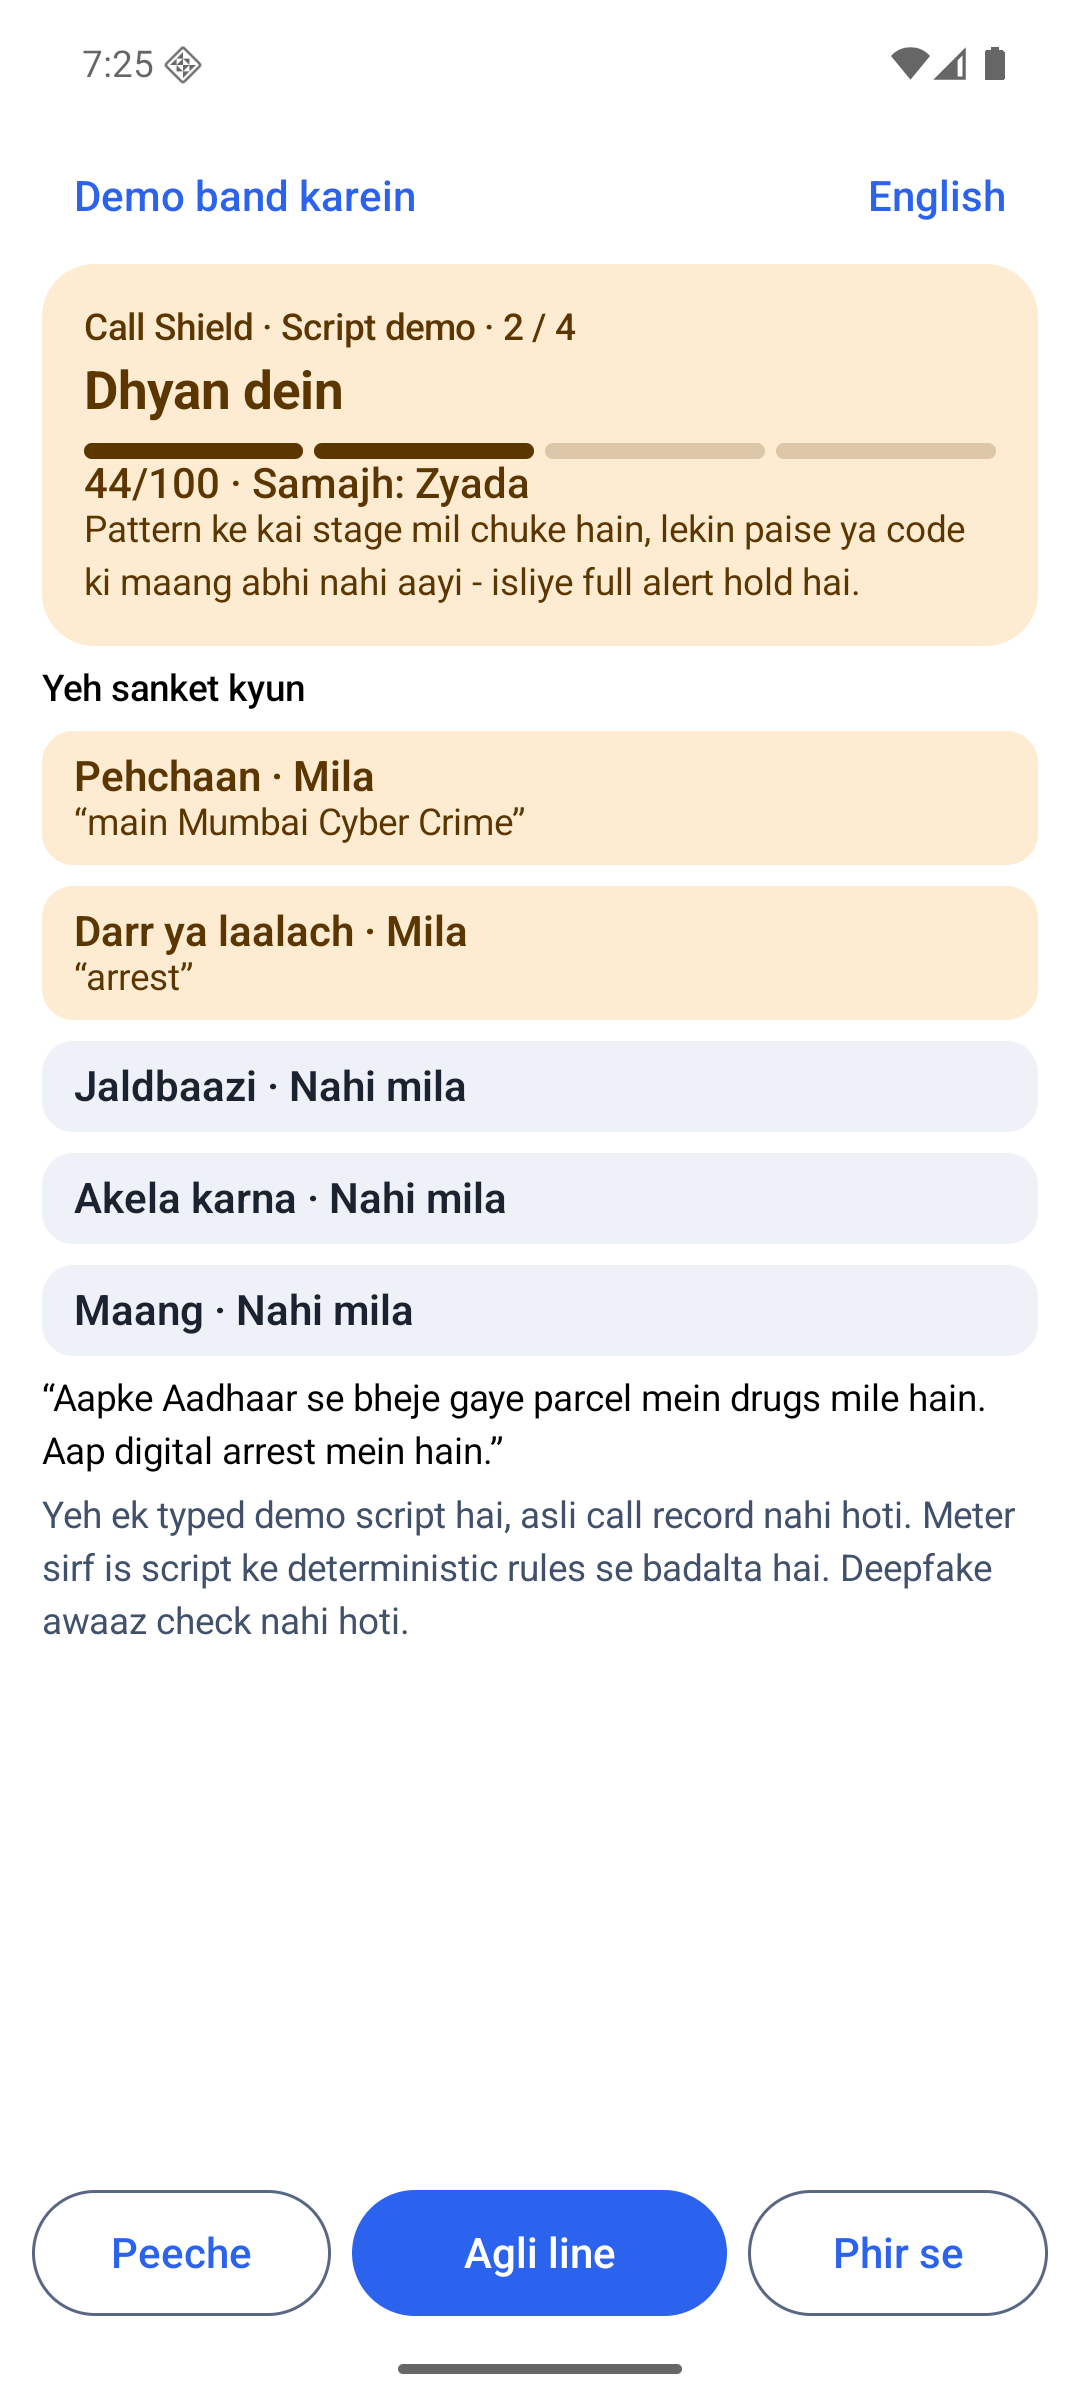 7:25
Demo band karein
English
Call Shield · Script demo · 2 / 4
Dhyan dein
44/100 · Samajh: Zyada
Pattern ke kai stage mil chuke hain, lekin paise ya code
ki maang abhi nahi aayi - isliye full alert hold hai.
Yeh sanket kyun
Pehchaan · Mila
“main Mumbai Cyber Crime”
Darr ya laalach · Mila
“arrest”
Jaldbaazi · Nahi mila
Akela karna · Nahi mila
Maang · Nahi mila
“Aapke Aadhaar se bheje gaye parcel mein drugs mile hain.
Aap digital arrest mein hain.”
Yeh ek typed demo script hai, asli call record nahi hoti. Meter
sirf is script ke deterministic rules se badalta hai. Deepfake
awaaz check nahi hoti.
Peeche
Agli line
Phir se